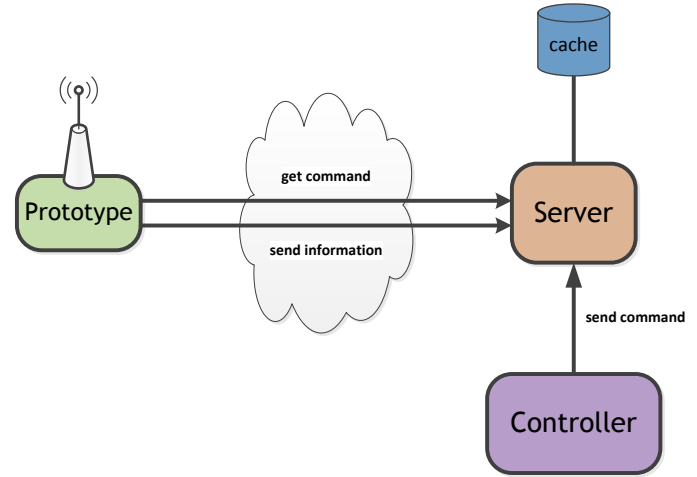 cache
get command
Prototype
Server
send information
send command
Controller